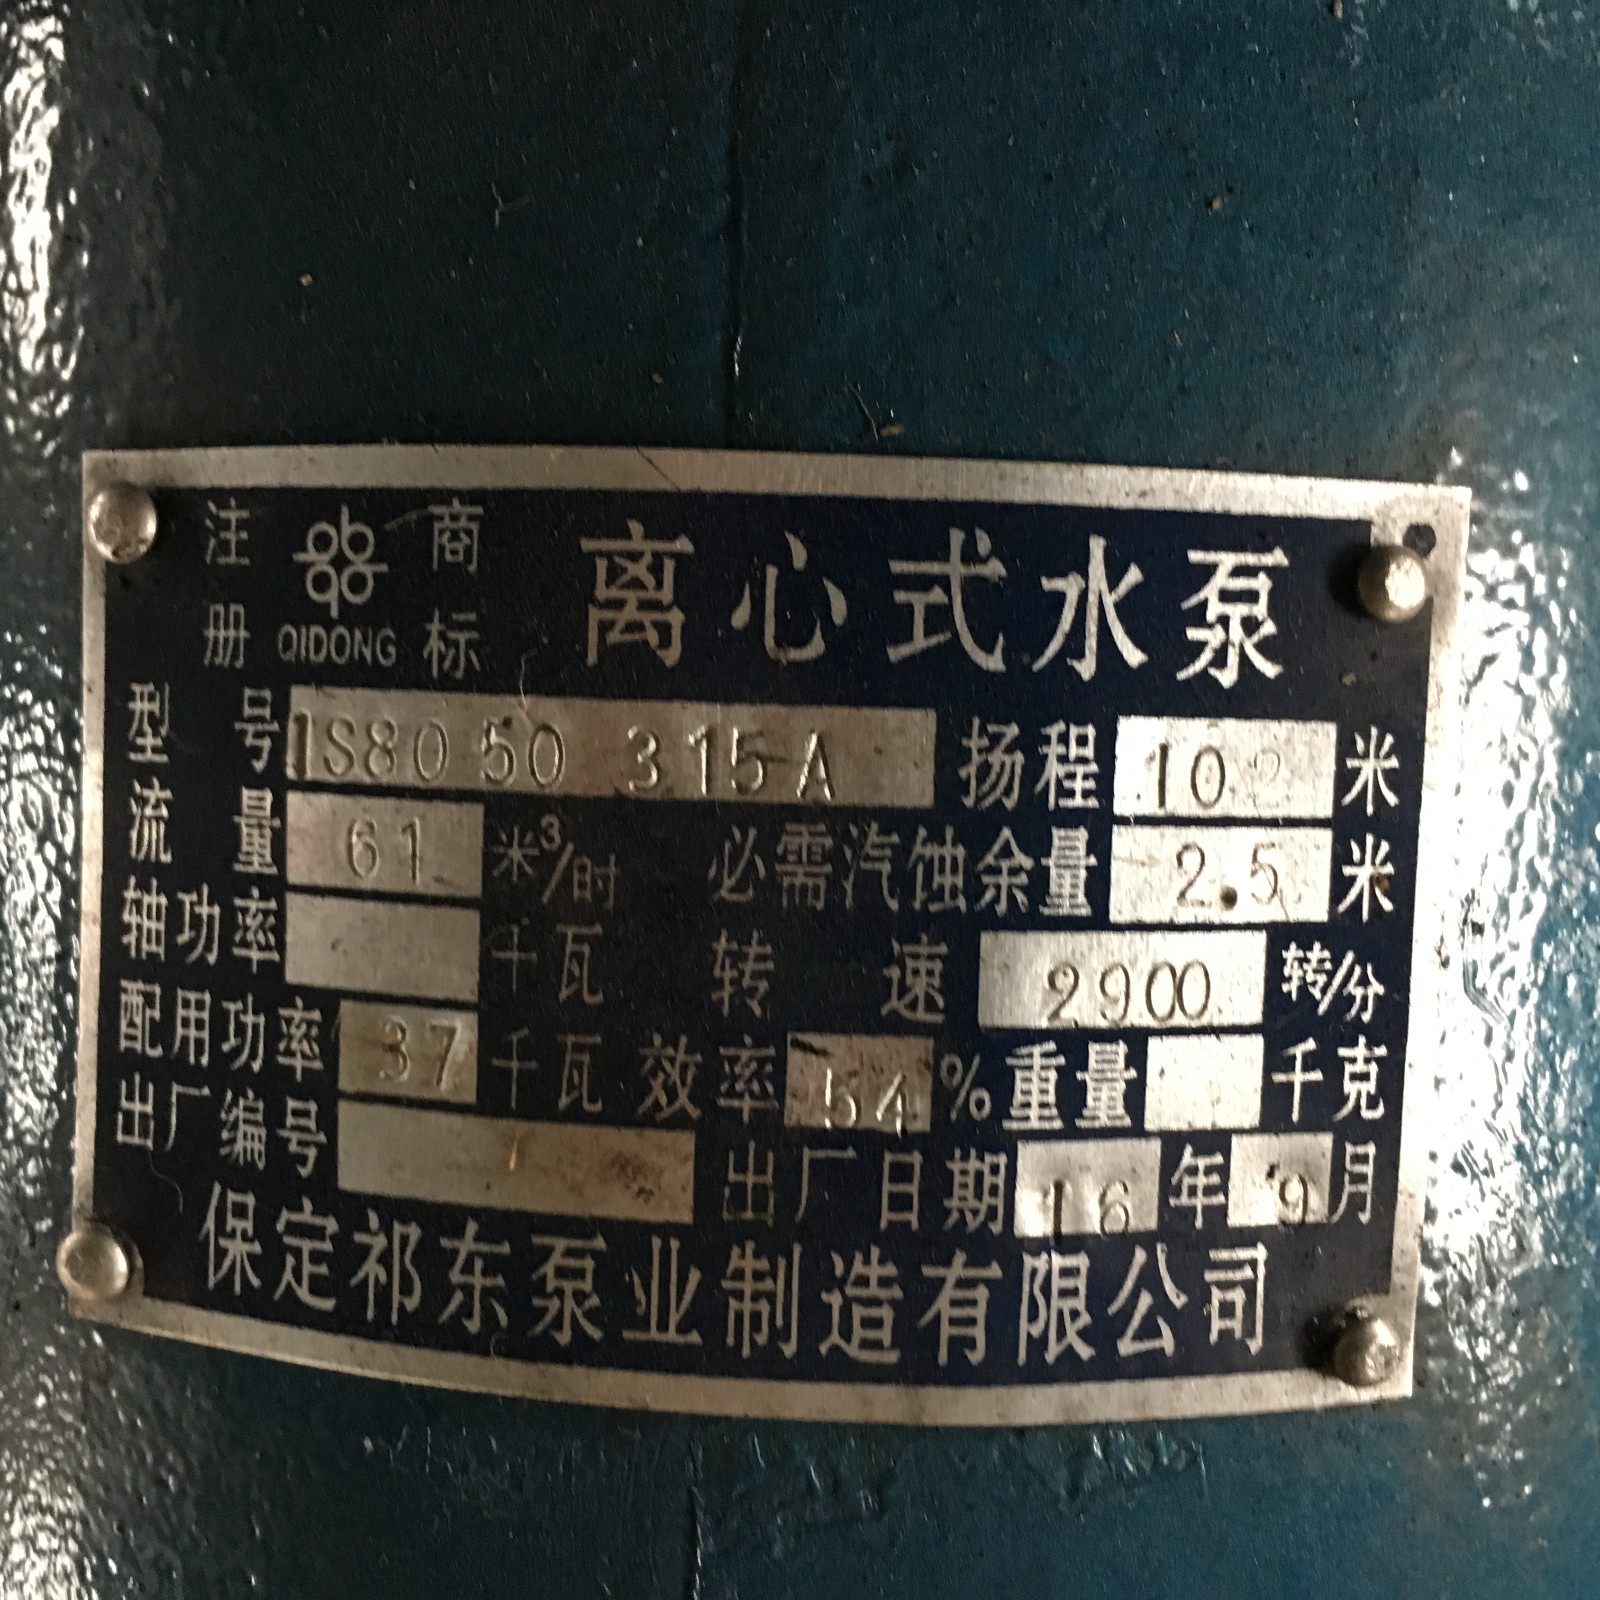 注 商
册 QIDONG 标 离心式水泵
型 号 IS80 50 315A 扬程 102 米
流 量 61 米³/时 必需汽蚀余量 2.5 米
轴功率 千瓦 转 速 2900 转/分
配用功率 37 千瓦 效率 54 % 重量 千克
出厂编号 出厂日期 16 年 9 月
保定祁东泵业制造有限公司